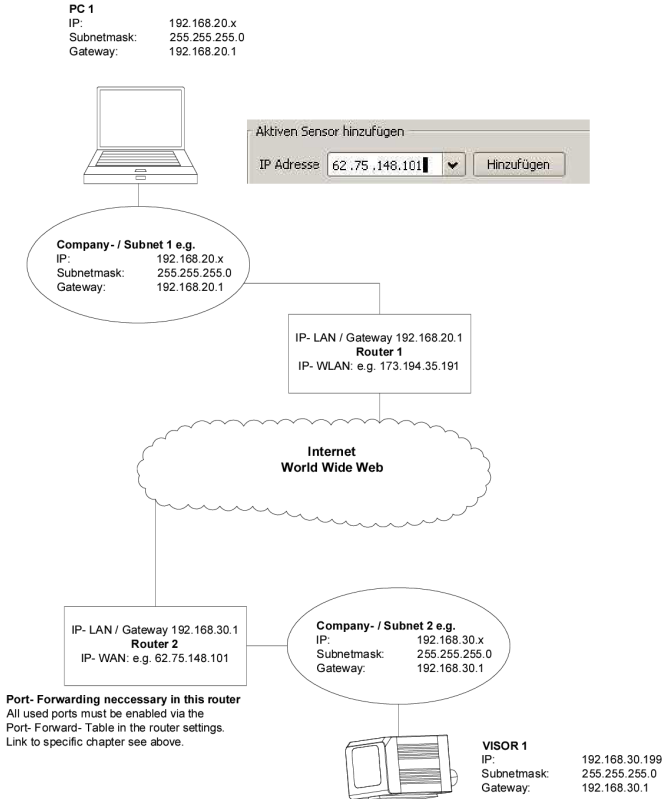 PC 1
IP: 192.168.20.x
Subnetmask: 255.255.255.0
Gateway: 192.168.20.1
Aktiven Sensor hinzufügen
IP Adresse 62 .75 .148.101 Hinzufügen
Company- / Subnet 1 e.g.
IP: 192.168.20.x
Subnetmask: 255.255.255.0
Gateway: 192.168.20.1
IP- LAN / Gateway 192.168.20.1
Router 1
IP- WLAN: e.g. 173.194.35.191
Internet
World Wide Web
IP- LAN / Gateway 192.168.30.1
Router 2
IP- WAN: e.g. 62.75.148.101
Company- / Subnet 2 e.g.
IP: 192.168.30.x
Subnetmask: 255.255.255.0
Gateway: 192.168.30.1
Port- Forwarding neccessary in this router
All used ports must be enabled via the
Port- Forward- Table in the router settings.
Link to specific chapter see above.
VISOR 1
IP: 192.168.30.199
Subnetmask: 255.255.255.0
Gateway: 192.168.30.1